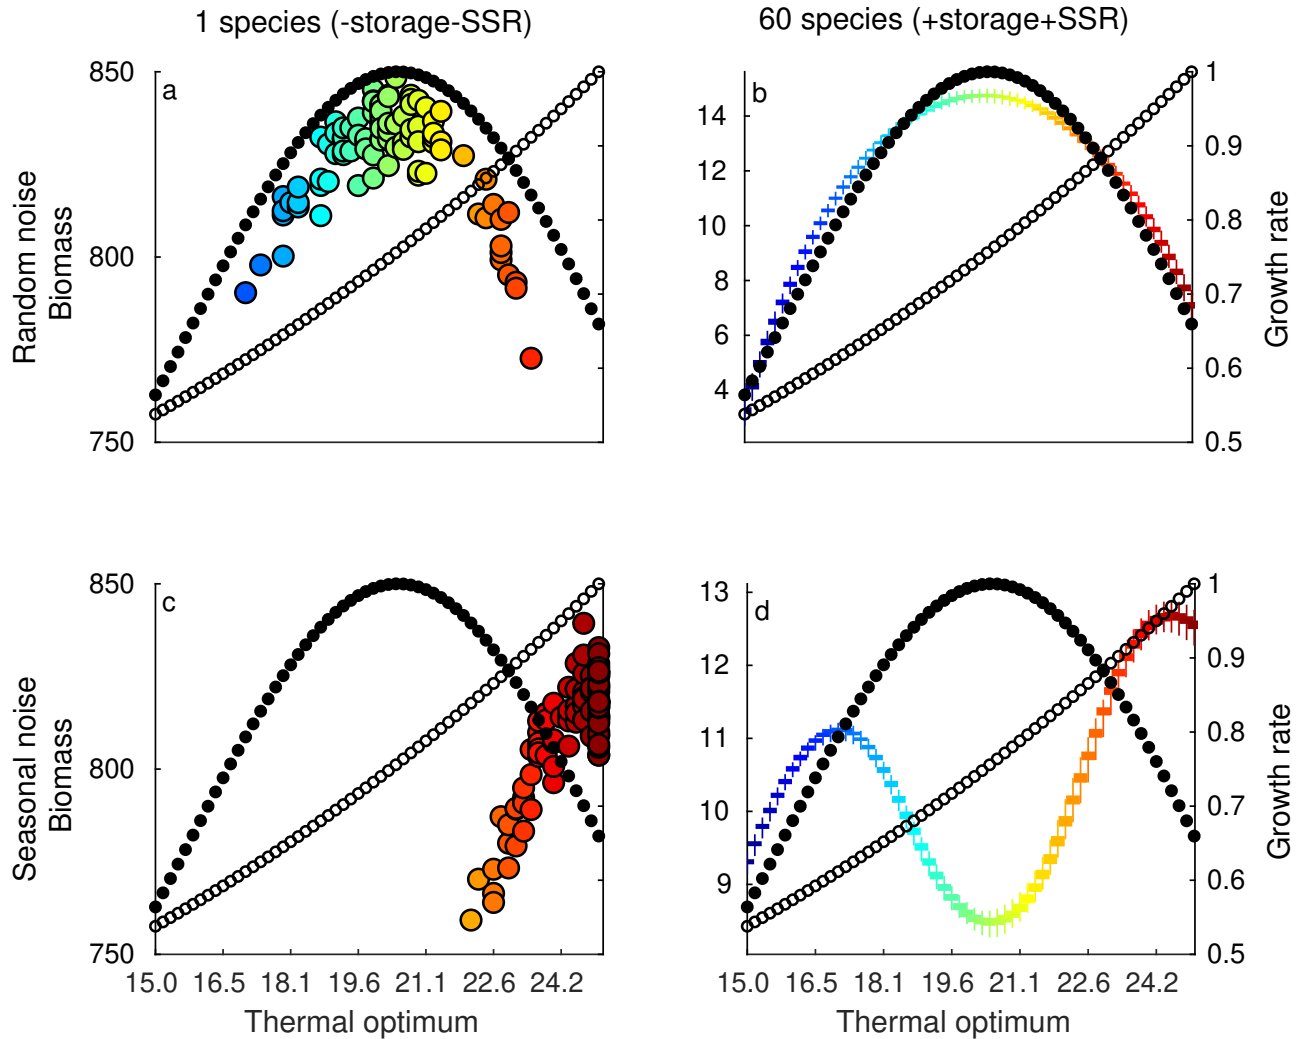 1 species (-storage-SSR)
60 species (+storage+SSR)
Random noise
Biomass
850
800
750
a
14
12
10
8
6
4
b
1
0.9
0.8
0.7
0.6
0.5
Growth rate
Seasonal noise
Biomass
850
800
750
c
15.0 16.5 18.1 19.6 21.1 22.6 24.2
Thermal optimum
13
12
11
10
9
d
1
0.9
0.8
0.7
0.6
0.5
Growth rate
15.0 16.5 18.1 19.6 21.1 22.6 24.2
Thermal optimum